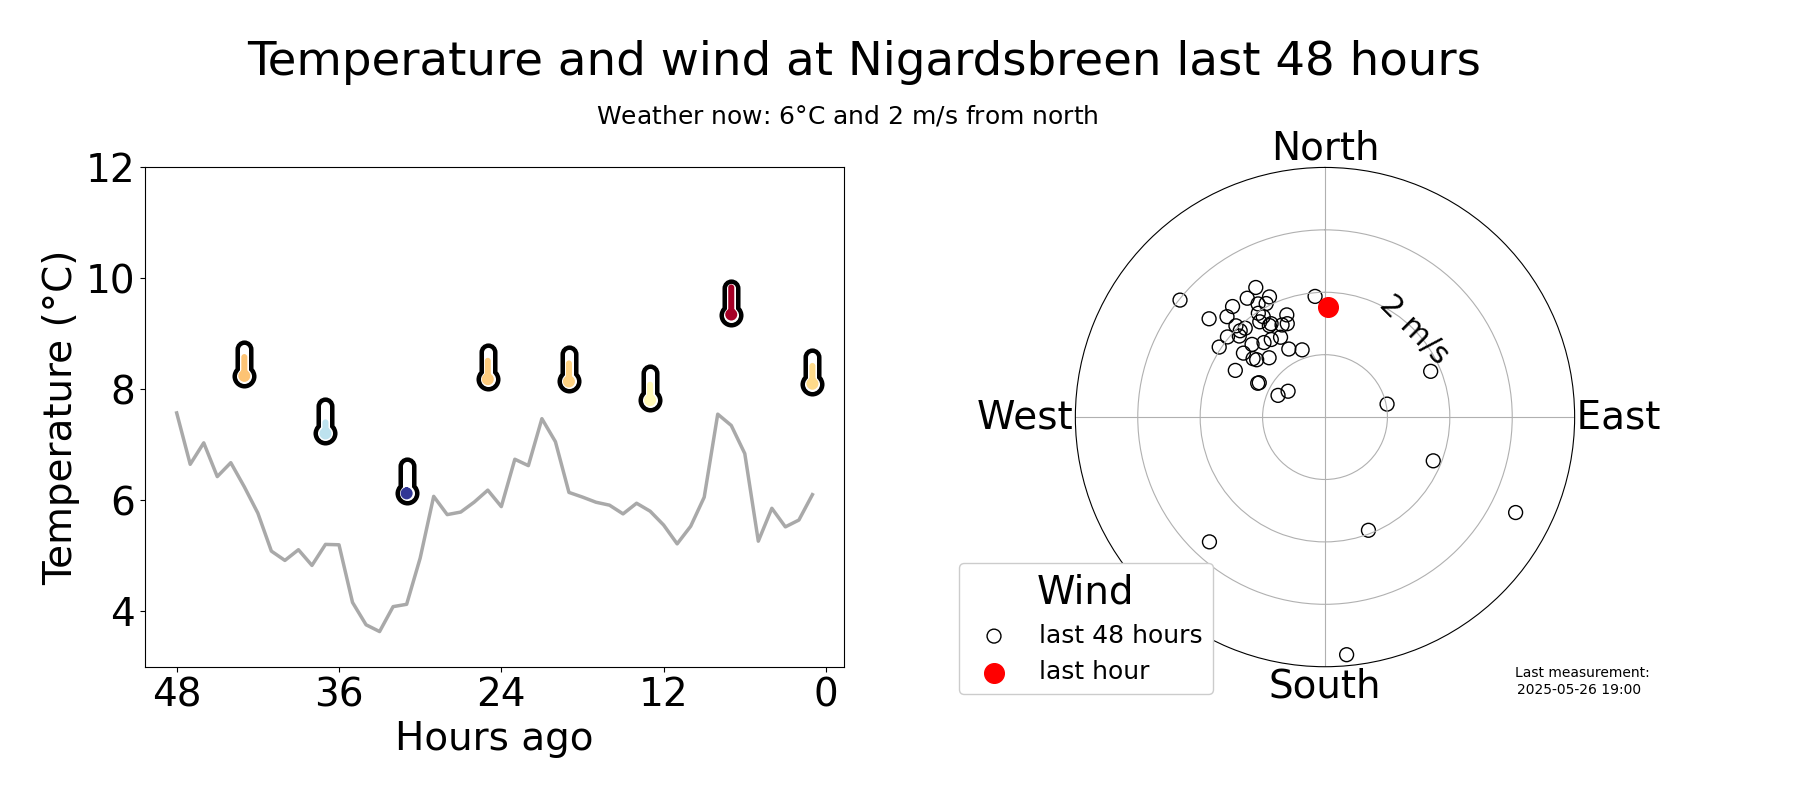 Temperature and wind at Nigardsbreen last 48 hours
Weather now: 6°C and 2 m/s from north
12
10
8
6
4
Temperature (°C)
48 36 24 12 0
Hours ago
North
2 m/s
West
East
South
Wind
last 48 hours
last hour
Last measurement:
2025-05-26 19:00